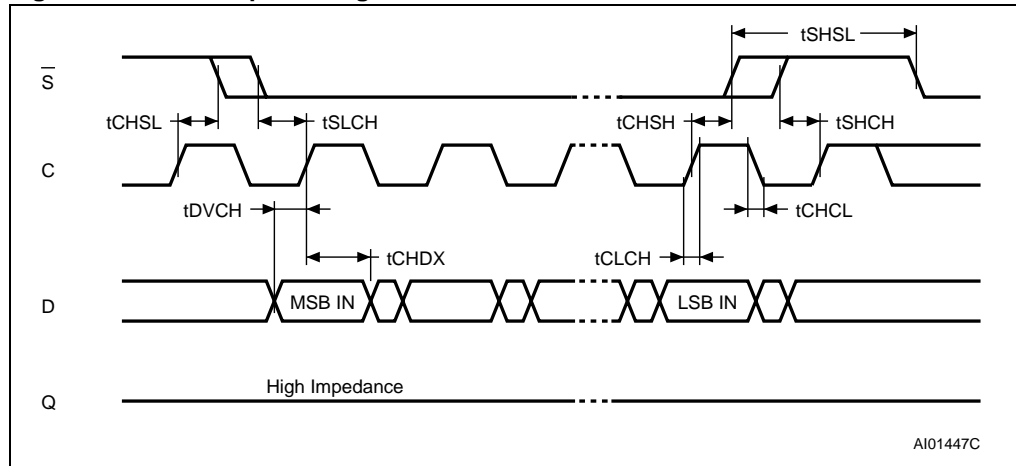 tSHSL
S
tCHSL
tSLCH
tCHSH
tSHCH
C
tDVCH
tCHCL
tCHDX
tCLCH
D
MSB IN
LSB IN
High Impedance
Q
AI01447C